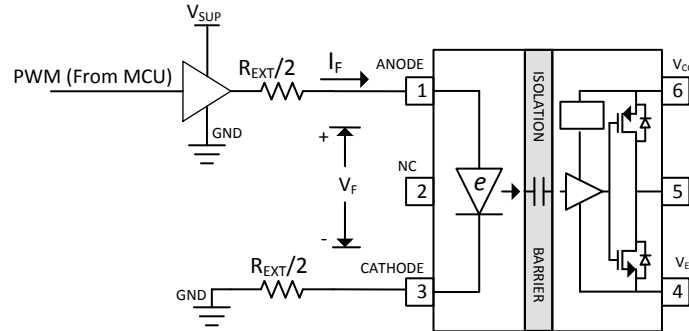 VSUP
PWM (From MCU)
REXT/2
IF
GND
ANODE
1
+
VF
-
NC
2
GND
REXT/2
CATHODE
3
e
ISOLATION
BARRIER
6
5
4